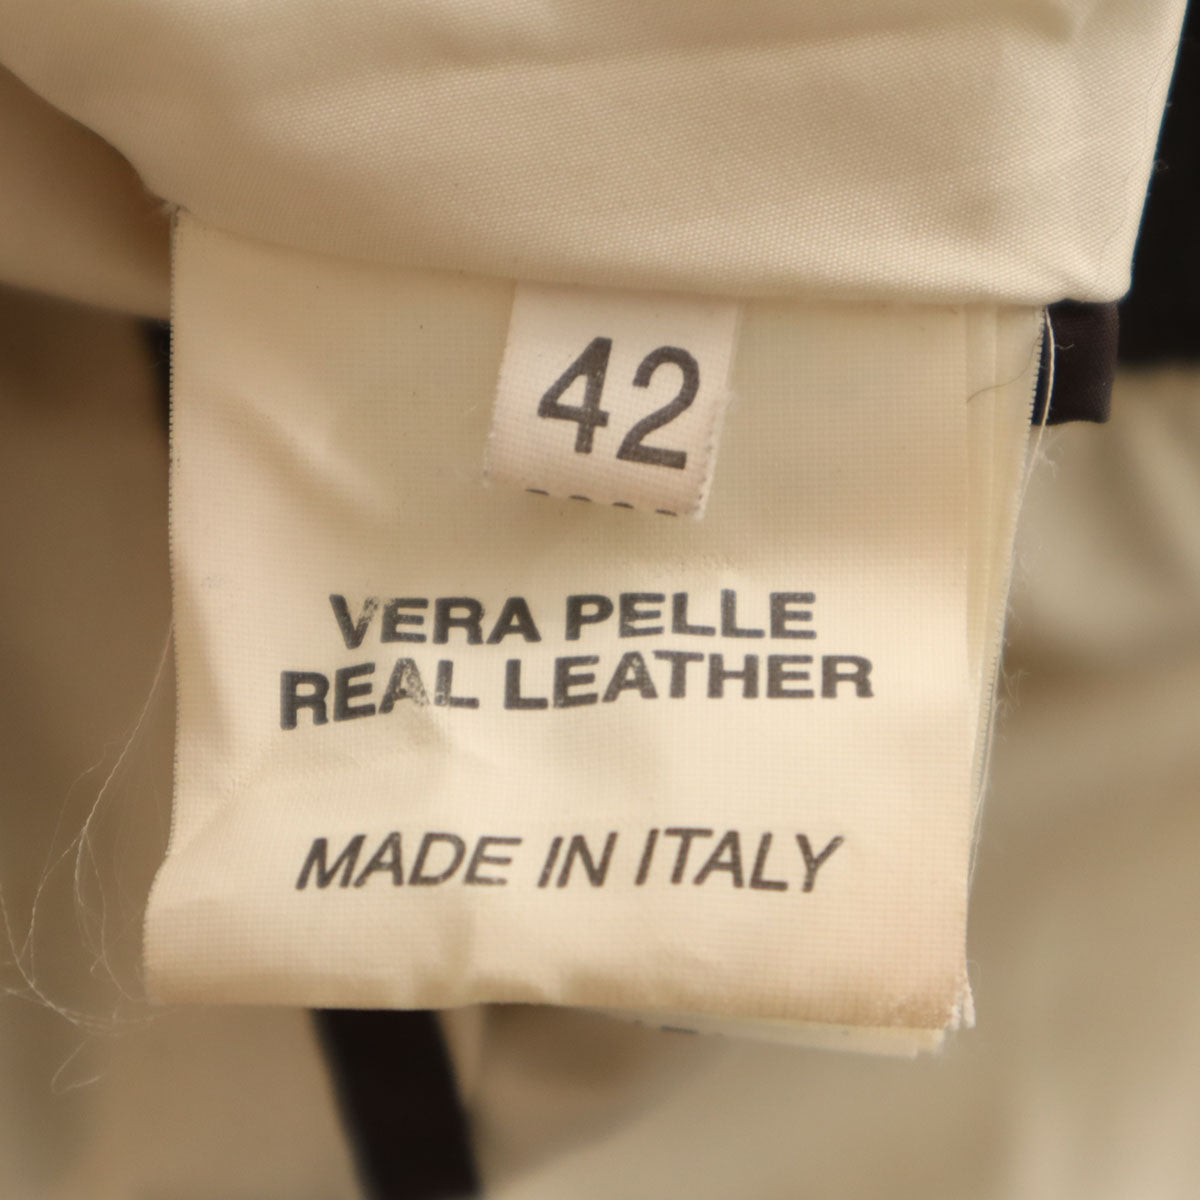 42
VERA PELLE
REAL LEATHER
MADE IN ITALY